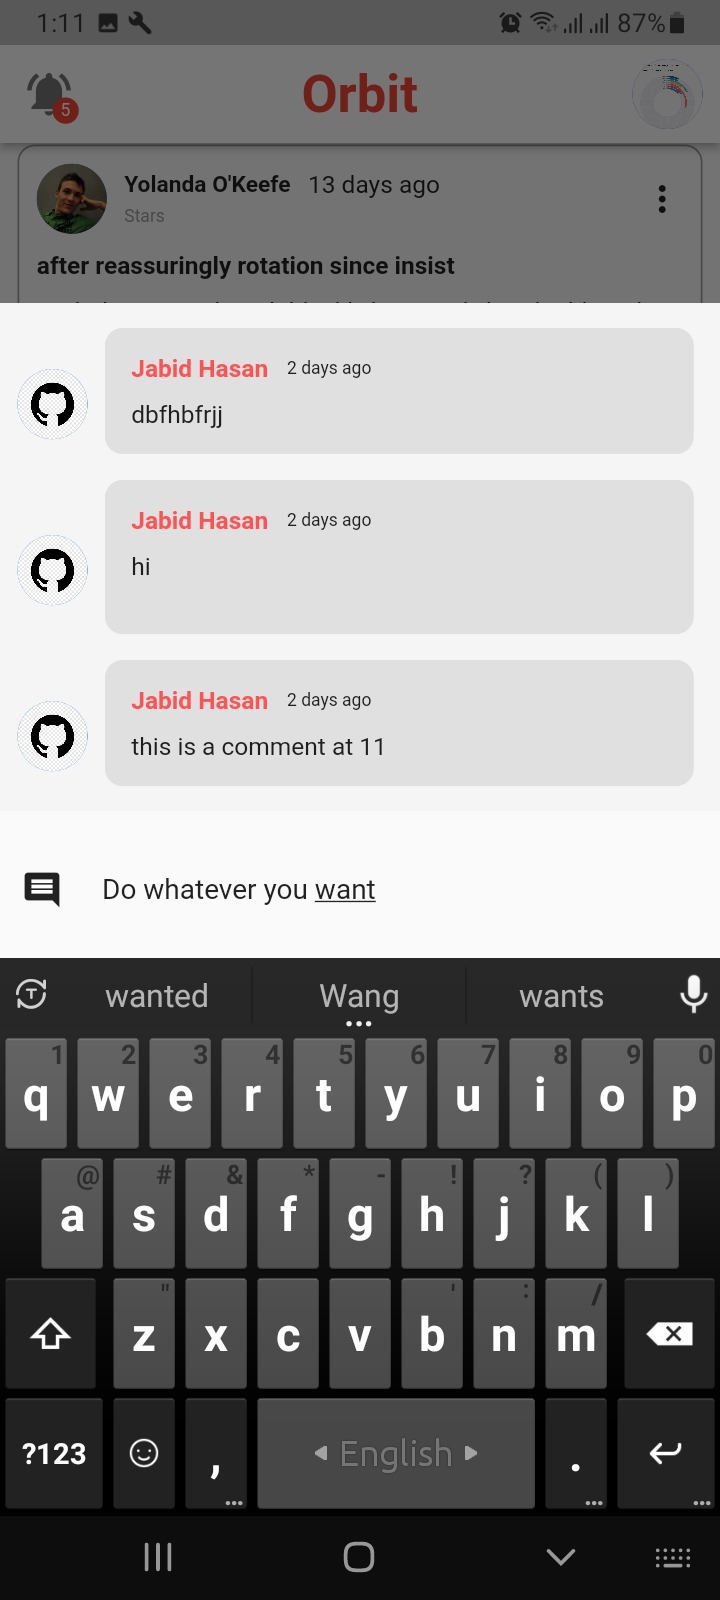 1:11 87%
5 Orbit
Yolanda O'Keefe 13 days ago
Stars
after reassuringly rotation since insist
Jabid Hasan 2 days ago
dbfhbfrjj
Jabid Hasan 2 days ago
hi
Jabid Hasan 2 days ago
this is a comment at 11
Do whatever you want
wanted Wang wants
1 2 3 4 5 6 7 8 9 0
q w e r t y u i o p
@ # & * - ! ? ( )
a s d f g h j k l
" ' : /
z x c v b n m
?123 , English .